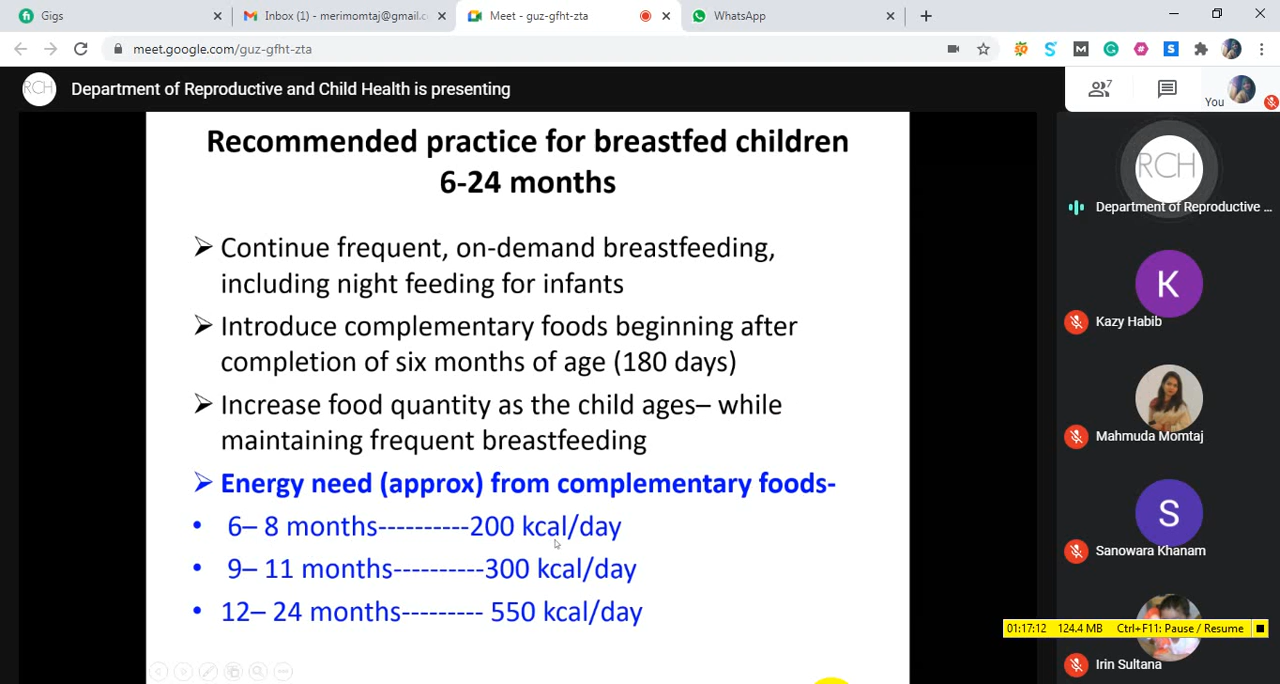 Gigs
Inbox (1) - merimomtaj@gmail.c
Meet - guz-gfht-zta
WhatsApp
meet.google.com/guz-gfht-zta
RCH
Department of Reproductive and Child Health is presenting
7
You
Recommended practice for breastfed children
6-24 months
➢ Continue frequent, on-demand breastfeeding,
including night feeding for infants
➢ Introduce complementary foods beginning after
completion of six months of age (180 days)
➢ Increase food quantity as the child ages– while
maintaining frequent breastfeeding
➢ Energy need (approx) from complementary foods-
• 6– 8 months----------200 kcal/day
• 9– 11 months----------300 kcal/day
• 12– 24 months--------- 550 kcal/day
RCH
Department of Reproductive ...
K
Kazy Habib
Mahmuda Momtaj
S
Sanowara Khanam
01:17:12 124.4 MB Ctrl+F11: Pause / Resume
Irin Sultana